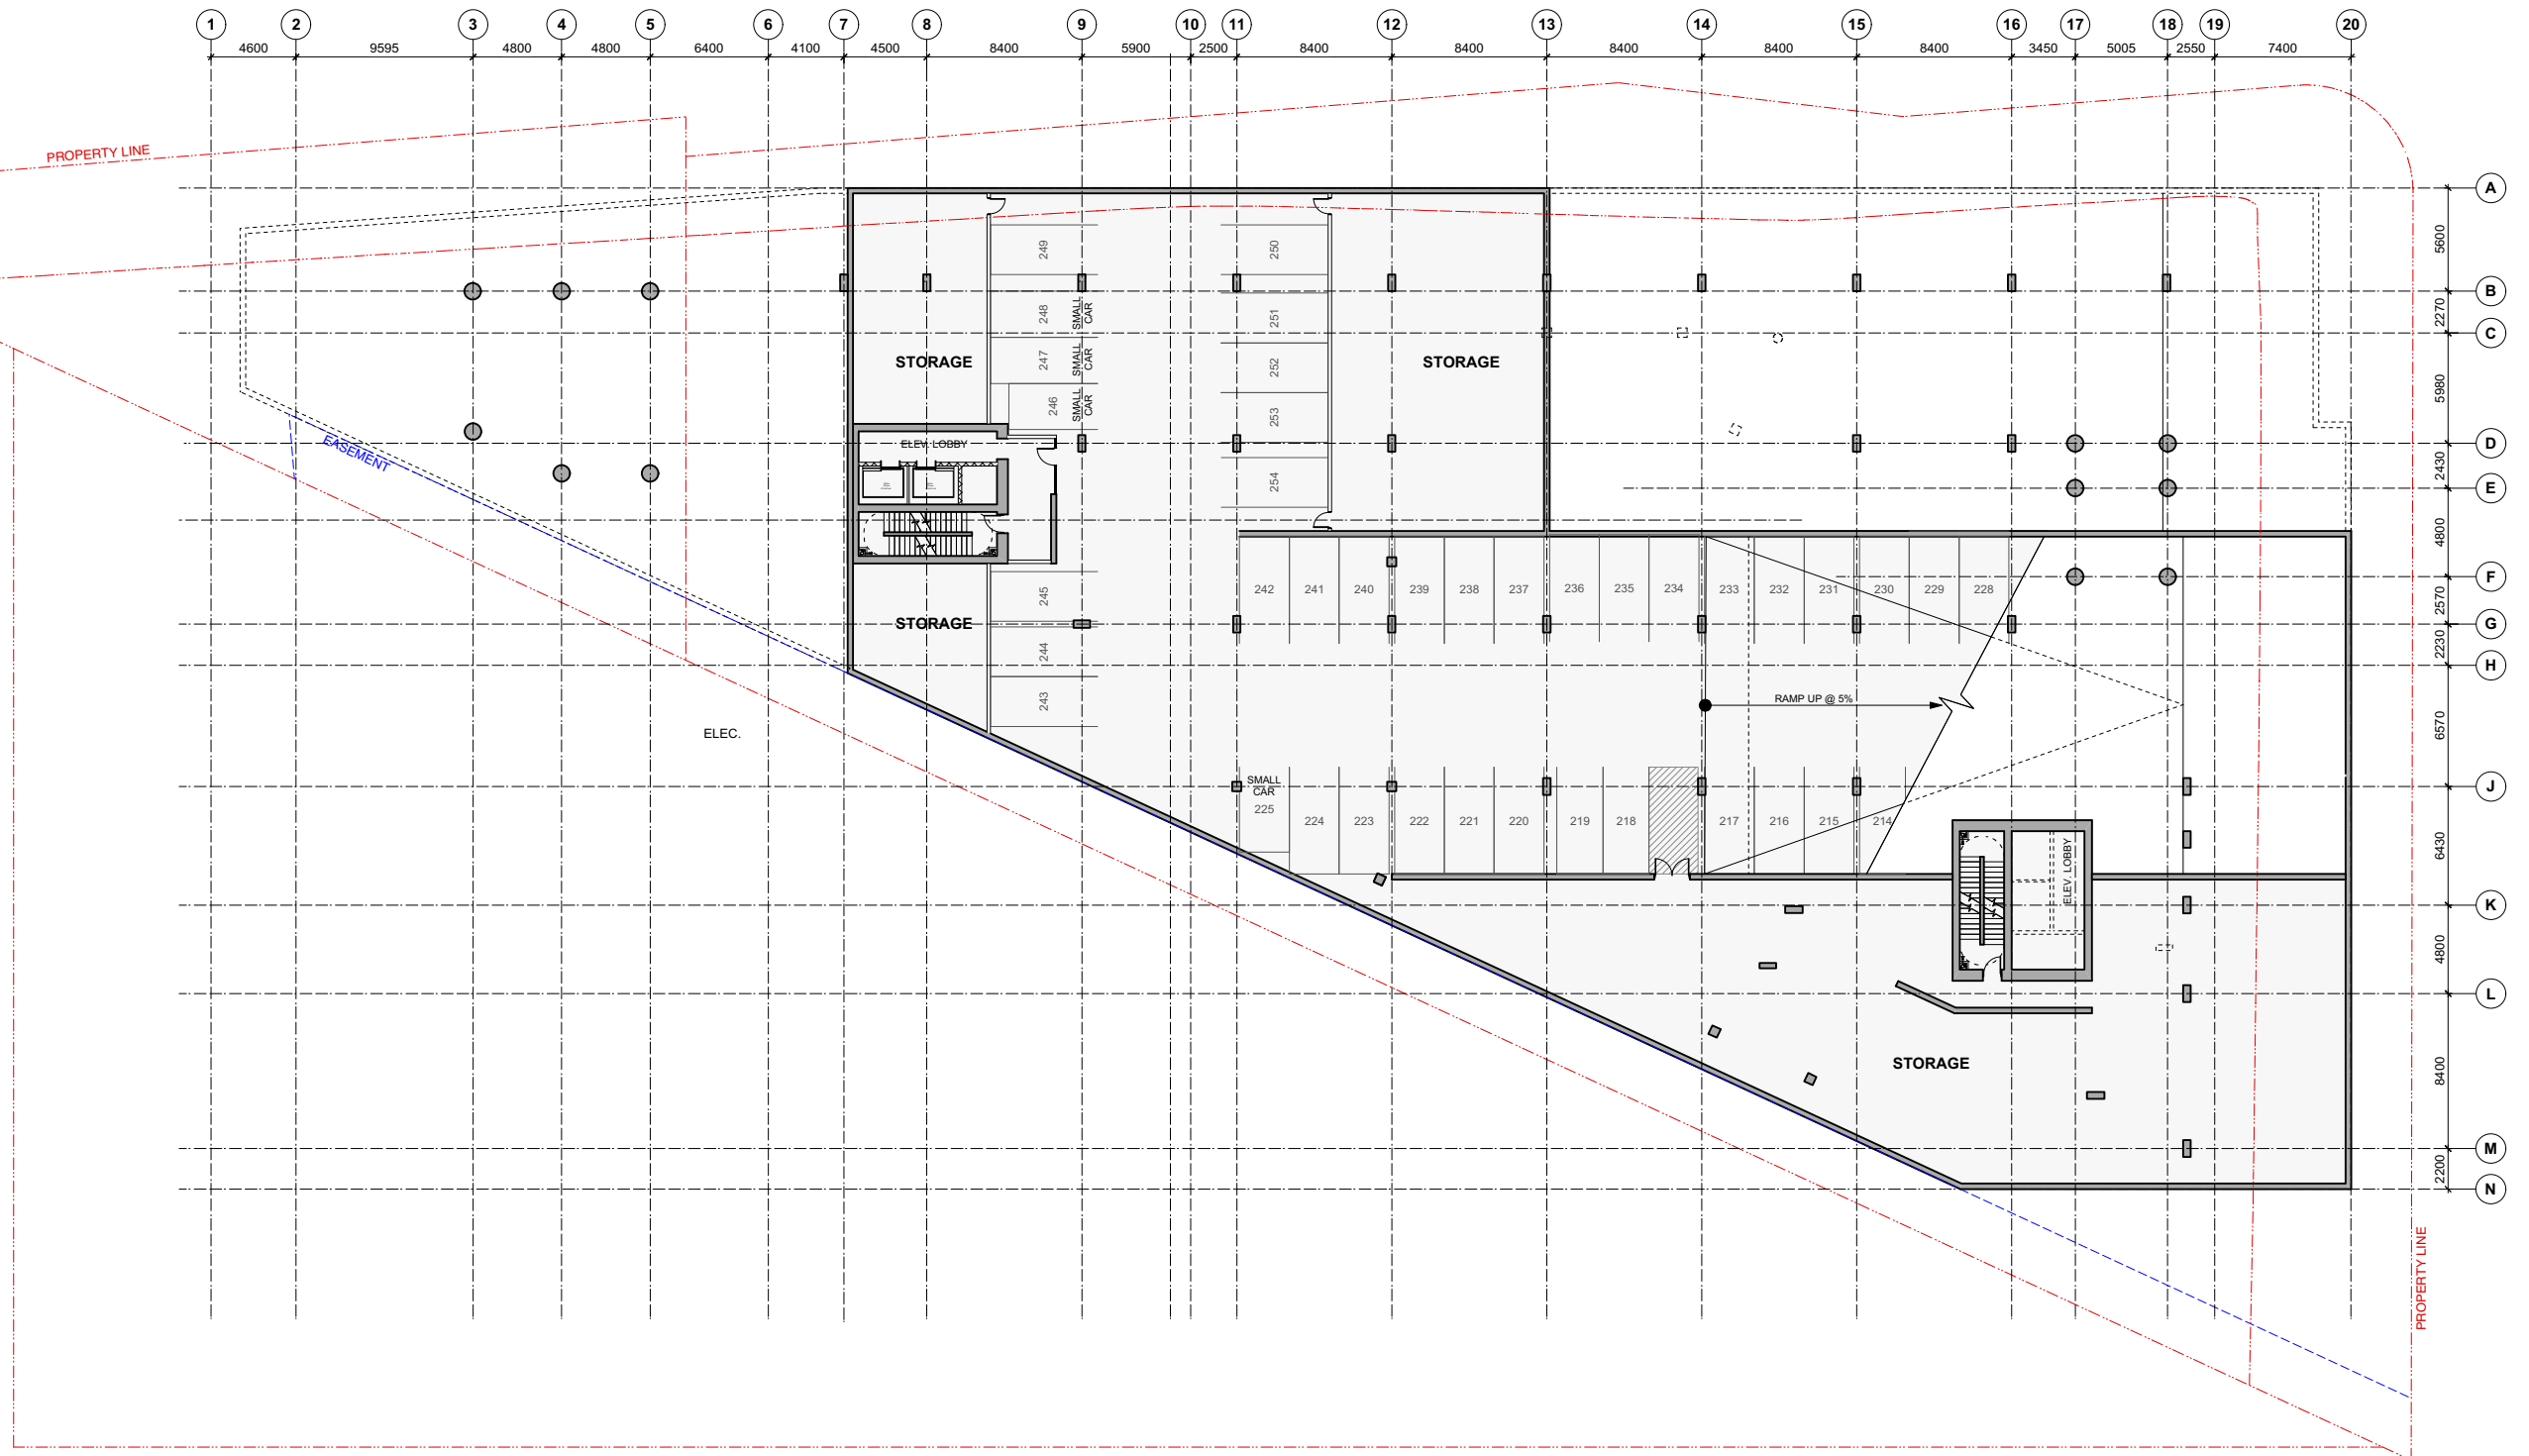 1 2 3 4 5 6 7 8 9 10 11 12 13 14 15 16 17 18 19 20
4600 9595 4800 4800 6400 4100 4500 8400 5900 2500 8400 8400 8400 8400 8400 3450 5005 2550 7400
PROPERTY LINE
A
5600
249 250
B
2270
248 SMALL CAR 251
C
247 SMALL CAR 252
STORAGE STORAGE
5980
246 SMALL CAR 253
EASEMENT
ELEV. LOBBY
D
2430
254
E
4800
F
242 241 240 239 238 237 236 235 234 233 232 231 230 229 228
245
2570
STORAGE
G
2230
244
H
243
RAMP UP @ 5%
ELEC.
6570
SMALL
CAR
J
225
224 223 222 221 220 219 218 217 216 215 214
6430
ELEV. LOBBY
K
4800
L
STORAGE
8400
M
2200
N
PROPERTY LINE